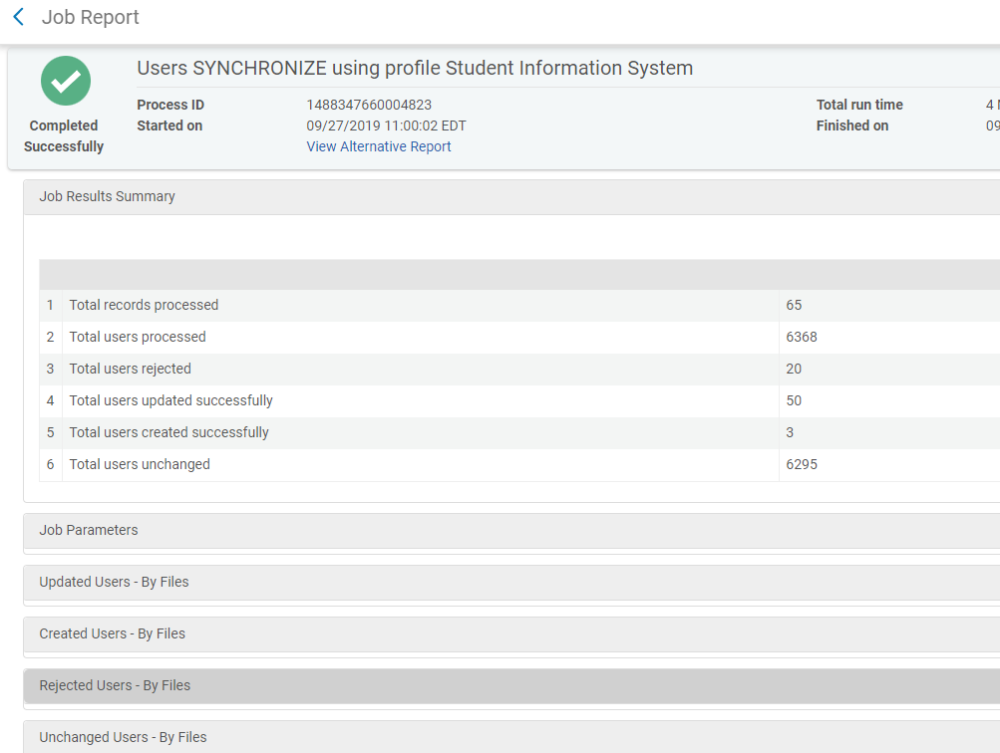 Job Report
Users SYNCHRONIZE using profile Student Information System
Completed Successfully
Process ID 1488347660004823 Total run time 4
Started on 09/27/2019 11:00:02 EDT Finished on 09
View Alternative Report
Job Results Summary
1 Total records processed 65
2 Total users processed 6368
3 Total users rejected 20
4 Total users updated successfully 50
5 Total users created successfully 3
6 Total users unchanged 6295
Job Parameters
Updated Users - By Files
Created Users - By Files
Rejected Users - By Files
Unchanged Users - By Files